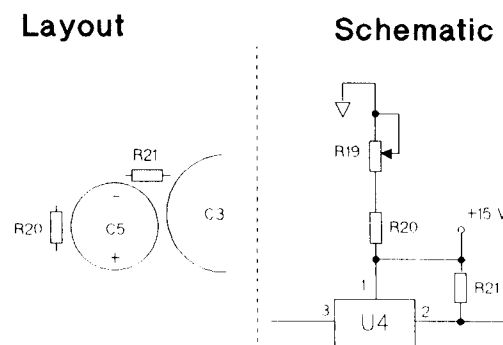 Layout
R21
R20
-
C5
+
C3
Schematic
R19
R20
+15 V
R21
1
3
U4
2